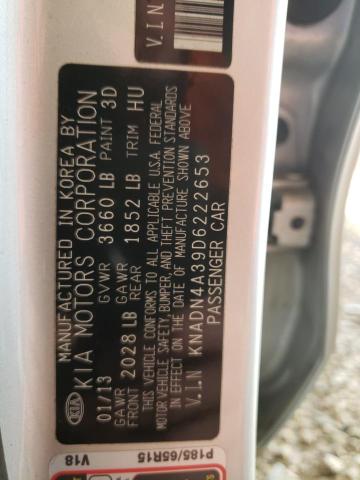 MANUFACTURED IN KOREA BY
KIA KIA MOTORS CORPORATION
01/13 GVWR 3660 LB PAINT 3D
GAWR FRONT 2028 LB GAWR REAR 1852 LB TRIM HU
THIS VEHICLE CONFORMS TO ALL APPLICABLE U.S.A. FEDERAL
MOTOR VEHICLE SAFETY, BUMPER, AND THEFT PREVENTION STANDARDS
IN EFFECT ON THE DATE OF MANUFACTURE SHOWN ABOVE
V.I.N KNADN4A39D6222653
PASSENGER CAR
V.I.N
V18 P185/65R15